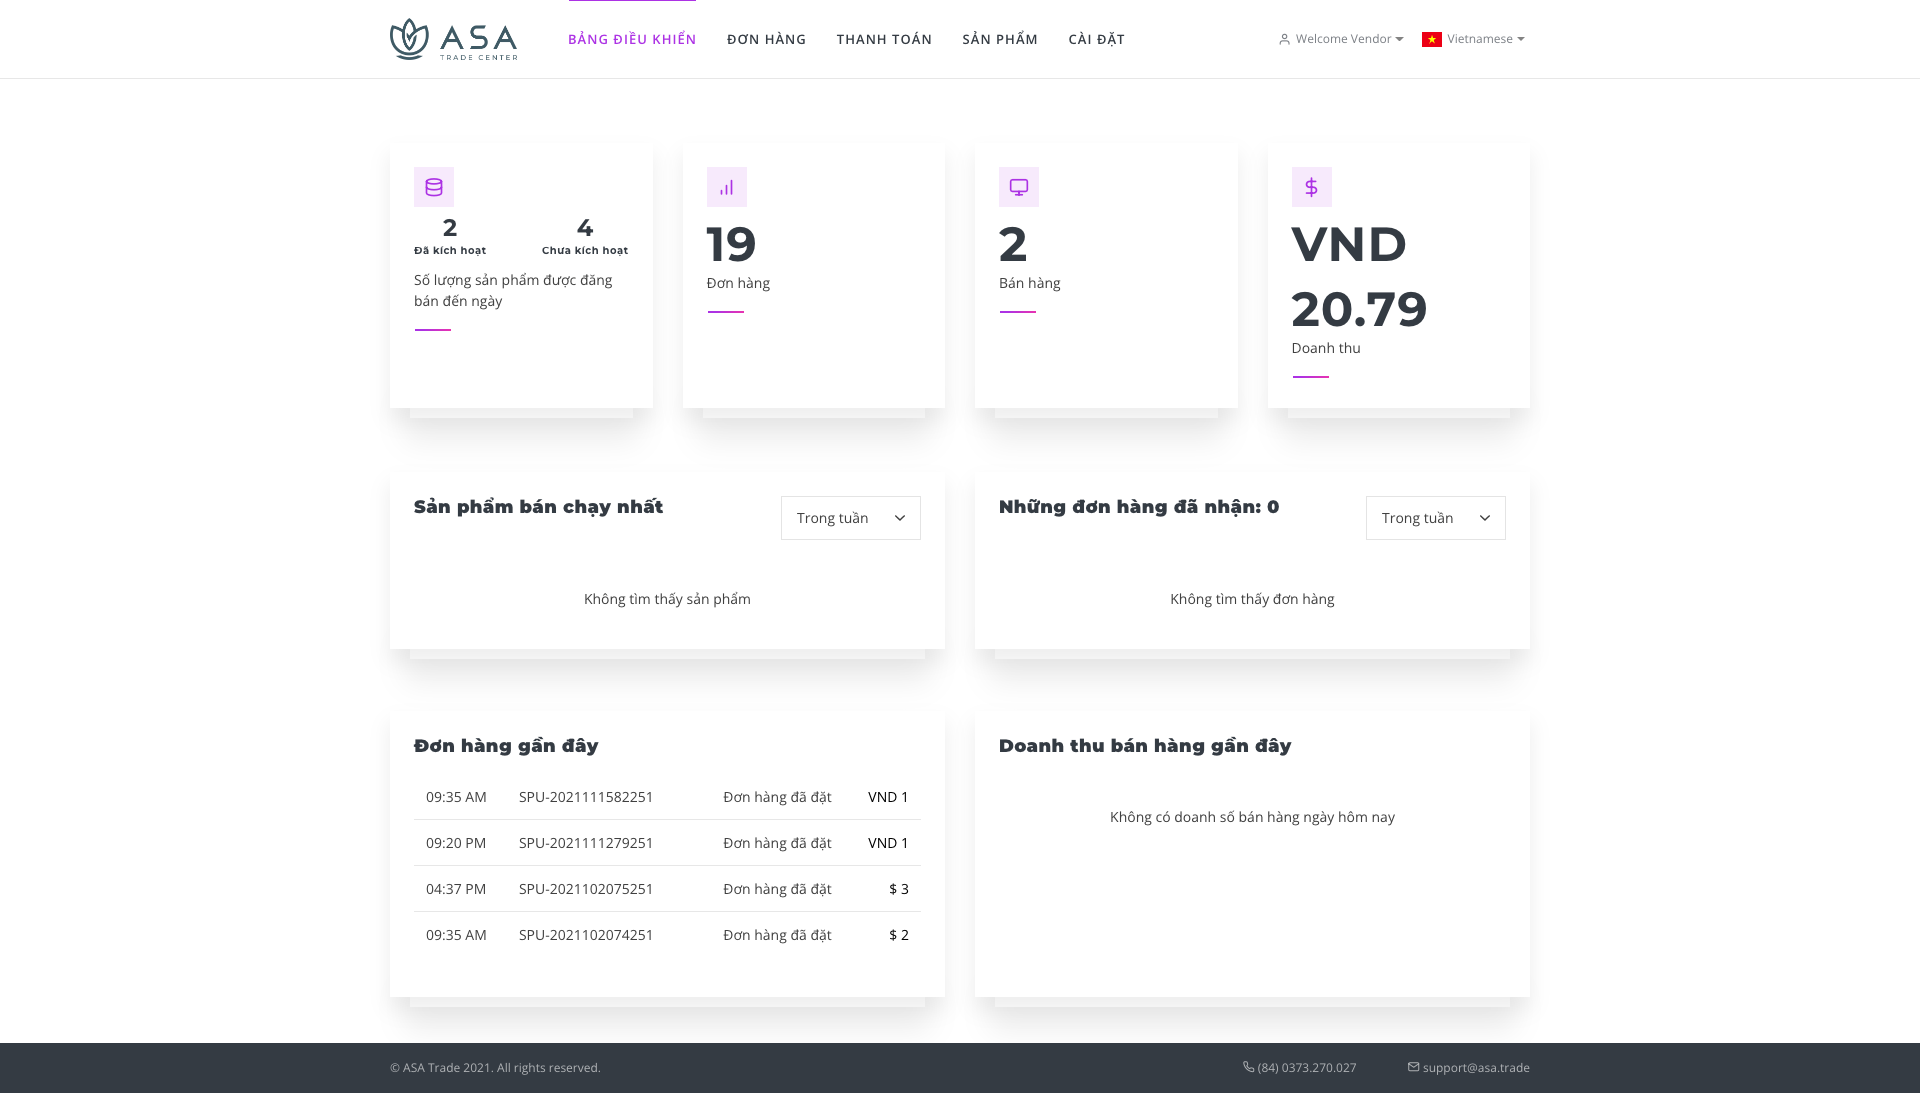 ASA
TRADE CENTER
BẢNG ĐIỀU KHIỂN
ĐƠN HÀNG
THANH TOÁN
SẢN PHẨM
CÀI ĐẶT
Welcome Vendor
Vietnamese
2
Đã kích hoạt
4
Chưa kích hoạt
Số lượng sản phẩm được đăng
bán đến ngày
19
Đơn hàng
2
Bán hàng
VND
20.79
Doanh thu
Sản phẩm bán chạy nhất
Trong tuần
Không tìm thấy sản phẩm
Những đơn hàng đã nhận: 0
Trong tuần
Không tìm thấy đơn hàng
Đơn hàng gần đây
09:35 AM SPU-2021111582251 Đơn hàng đã đặt VND 1
09:20 PM SPU-2021111279251 Đơn hàng đã đặt VND 1
04:37 PM SPU-2021102075251 Đơn hàng đã đặt $ 3
09:35 AM SPU-2021102074251 Đơn hàng đã đặt $ 2
Doanh thu bán hàng gần đây
Không có doanh số bán hàng ngày hôm nay
© ASA Trade 2021. All rights reserved.
(84) 0373.270.027
support@asa.trade